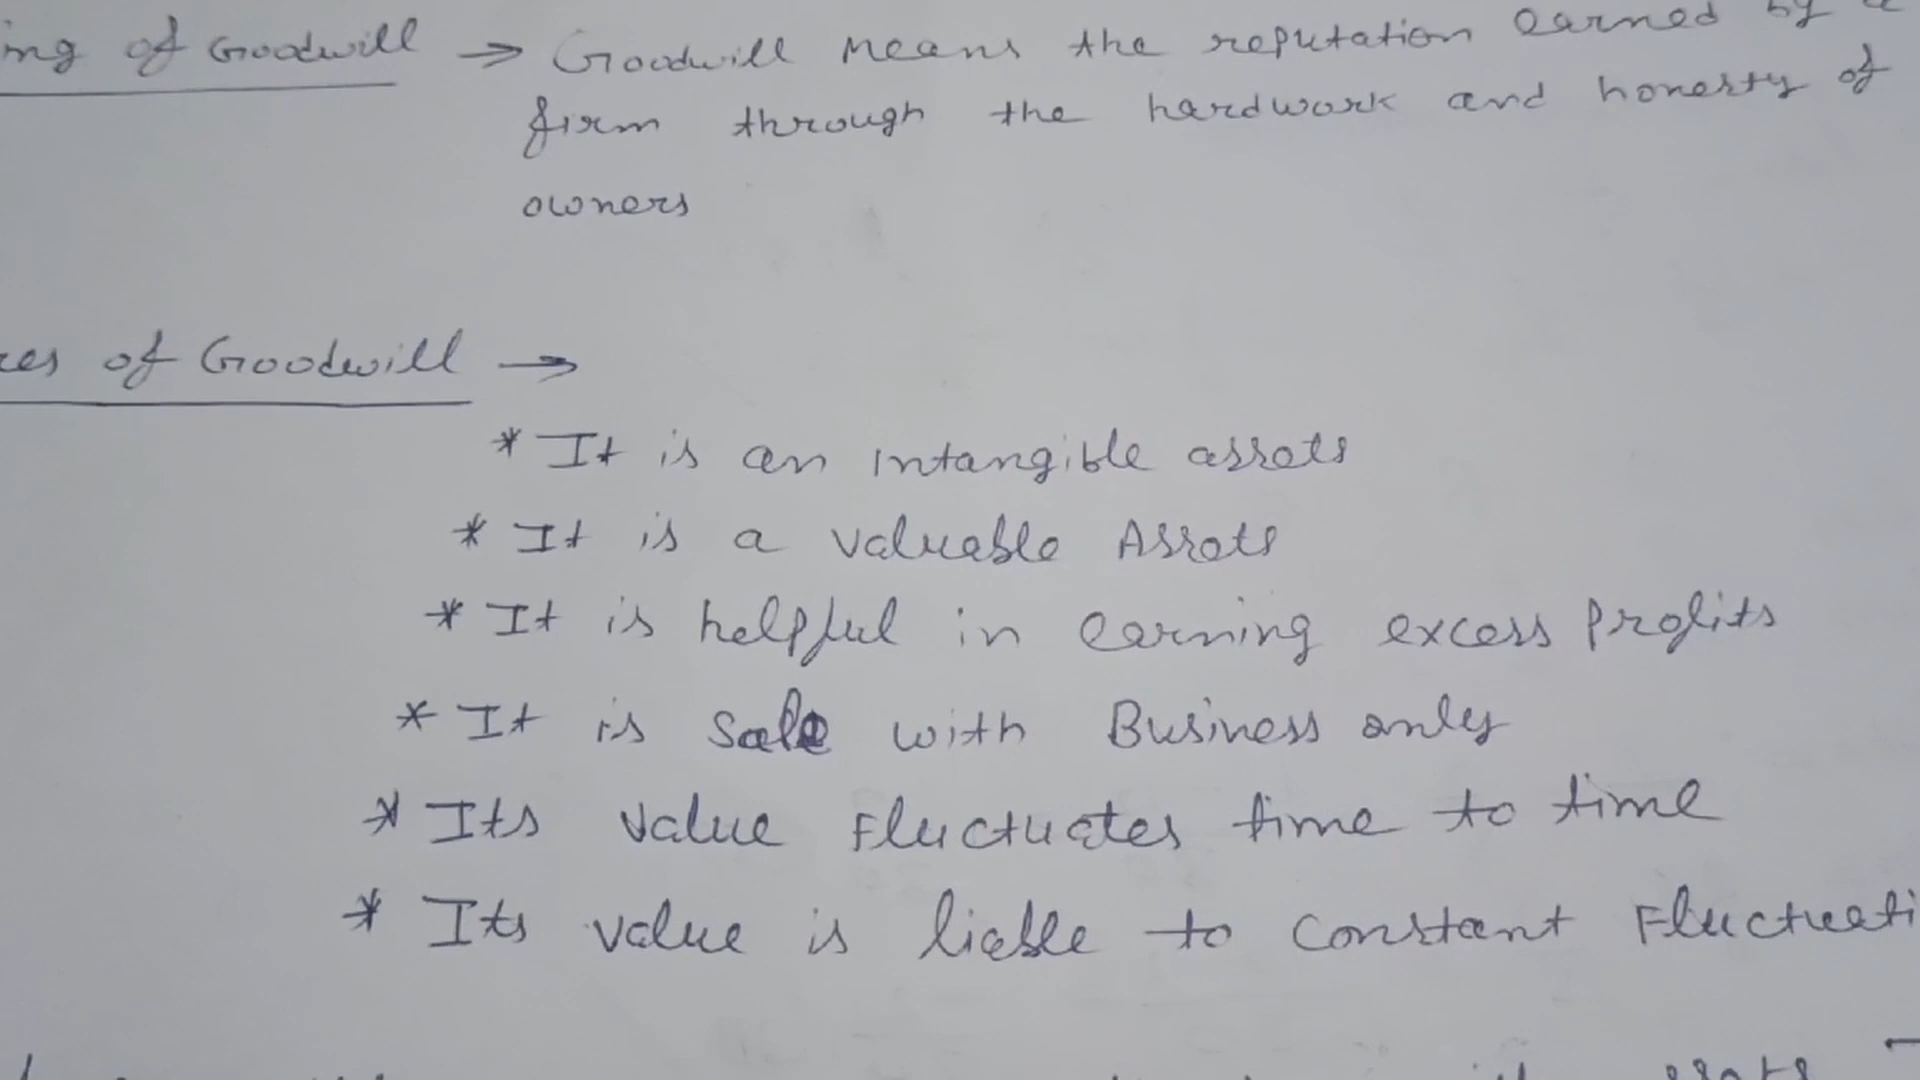 ing of Goodwill → Goodwill Means the reputation earned by a
firm through the hardwork and honesty of
owners
res of Goodwill →
* It is an intangible assets
* It is a valuable Assets
* It is helpful in earning excess Profits
* It is sale with Business only
* Its value Fluctuates time to time
* Its value is liable to constant Fluctuati